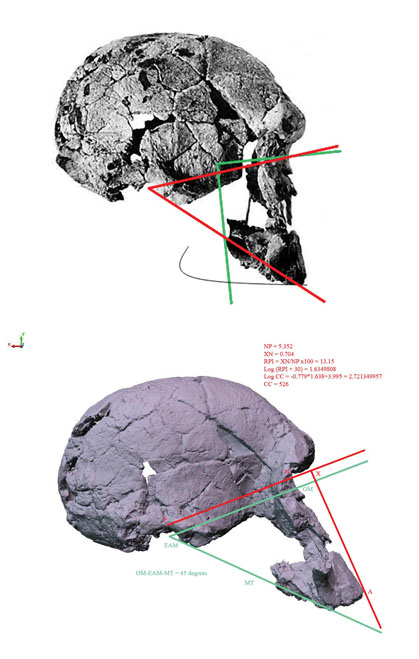 NP = 5.352
XN = 0.704
RPI = XN/NP x100 = 13.15
Log (RPI + 30) = 1.6349808
Log CC = -0.779*1.638+3.995 = 2.721349957
CC = 526
X
OM
EAM
OM-EAM-MT = 45 degrees
MT
A